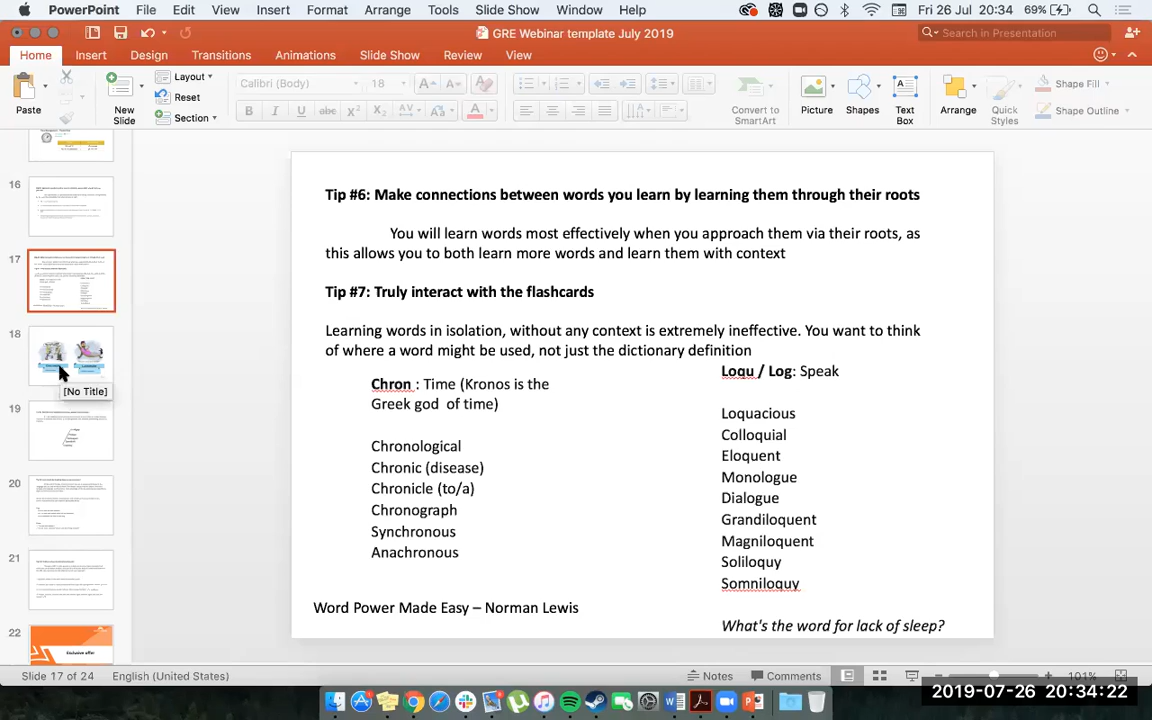 PowerPoint File Edit View Insert Format Arrange Tools Slide Show Window Help Fri 26 Jul 20:34 69%
GRE Webinar template July 2019 Search in Presentation
Home Insert Design Transitions Animations Slide Show Review View
Paste New Slide Layout Reset Section Calibri (Body) 18 Convert to SmartArt Picture Shapes Text Box Arrange Quick Styles Shape Fill Shape Outline
16
17
18
[No Title]
19
20
21
22
Exclusive offer
Tip #6: Make connections between words you learn by learning them through their roots
You will learn words most effectively when you approach them via their roots, as
this allows you to both learn more words and learn them with context
Tip #7: Truly interact with the flashcards
Learning words in isolation, without any context is extremely ineffective. You want to think
of where a word might be used, not just the dictionary definition
Chron : Time (Kronos is the
Greek god of time)
Chronological
Chronic (disease)
Chronicle (to/a)
Chronograph
Synchronous
Anachronous
Word Power Made Easy – Norman Lewis
Loqu / Log: Speak
Loquacious
Colloquial
Eloquent
Monologue
Dialogue
Grandiloquent
Magniloquent
Soliloquy
Somniloquy
What's the word for lack of sleep?
Slide 17 of 24 English (United States) Notes Comments 101%
2019-07-26 20:34:22